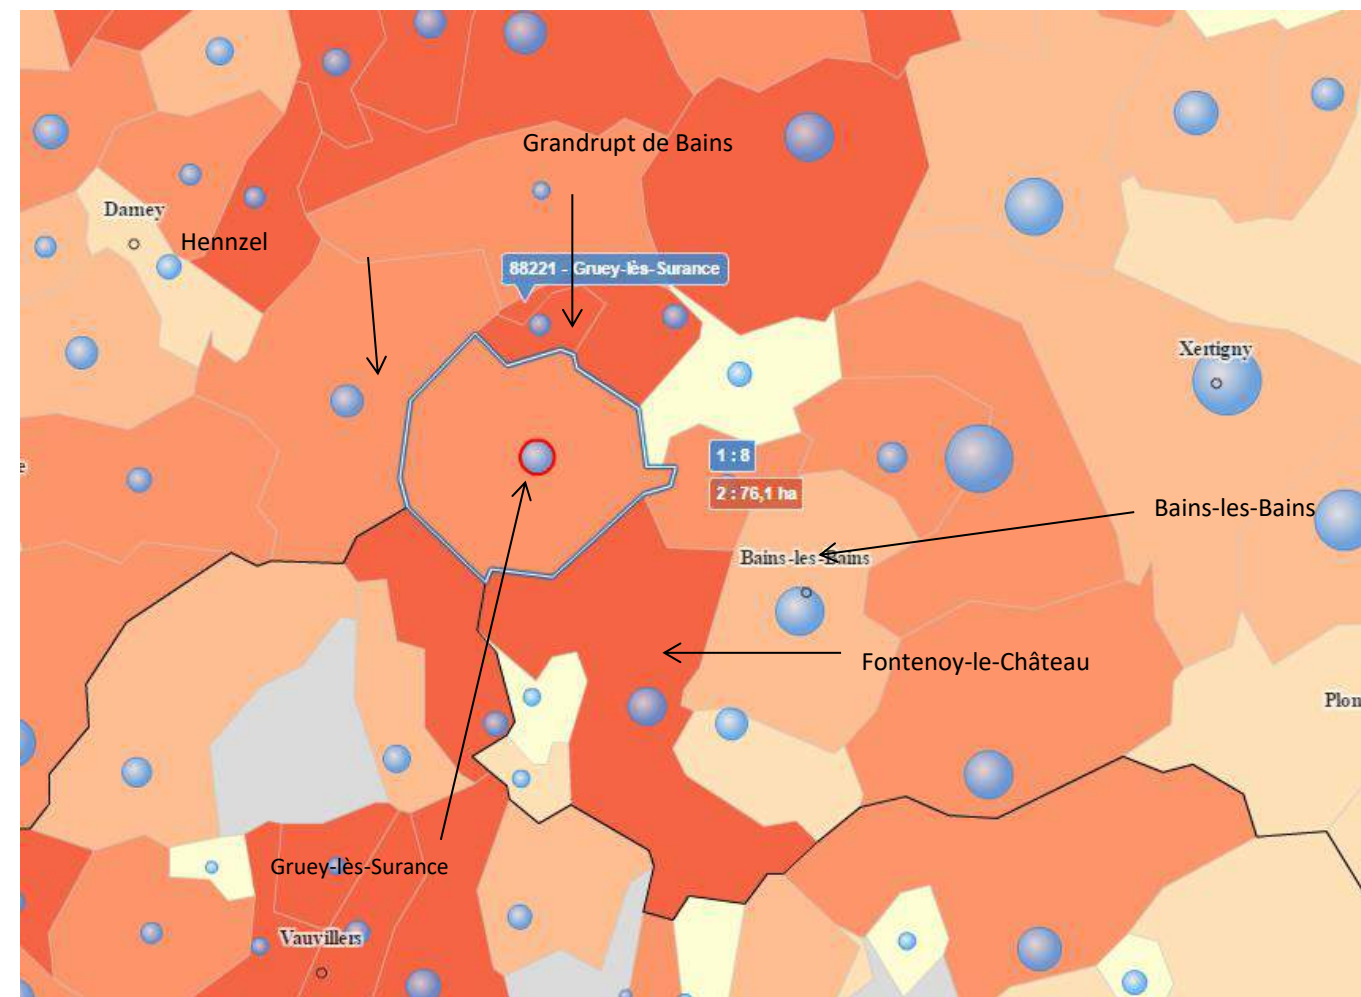 Grandrupt de Bains
Damey
Hennzel
88221 - Gruey-lès-Surance
Xertigny
e
1 : 8
2 : 76,1 ha
Bains-les-Bains
Bains-les-Bains
Fontenoy-le-Château
Plon
Gruey-lès-Surance
Vauvillers